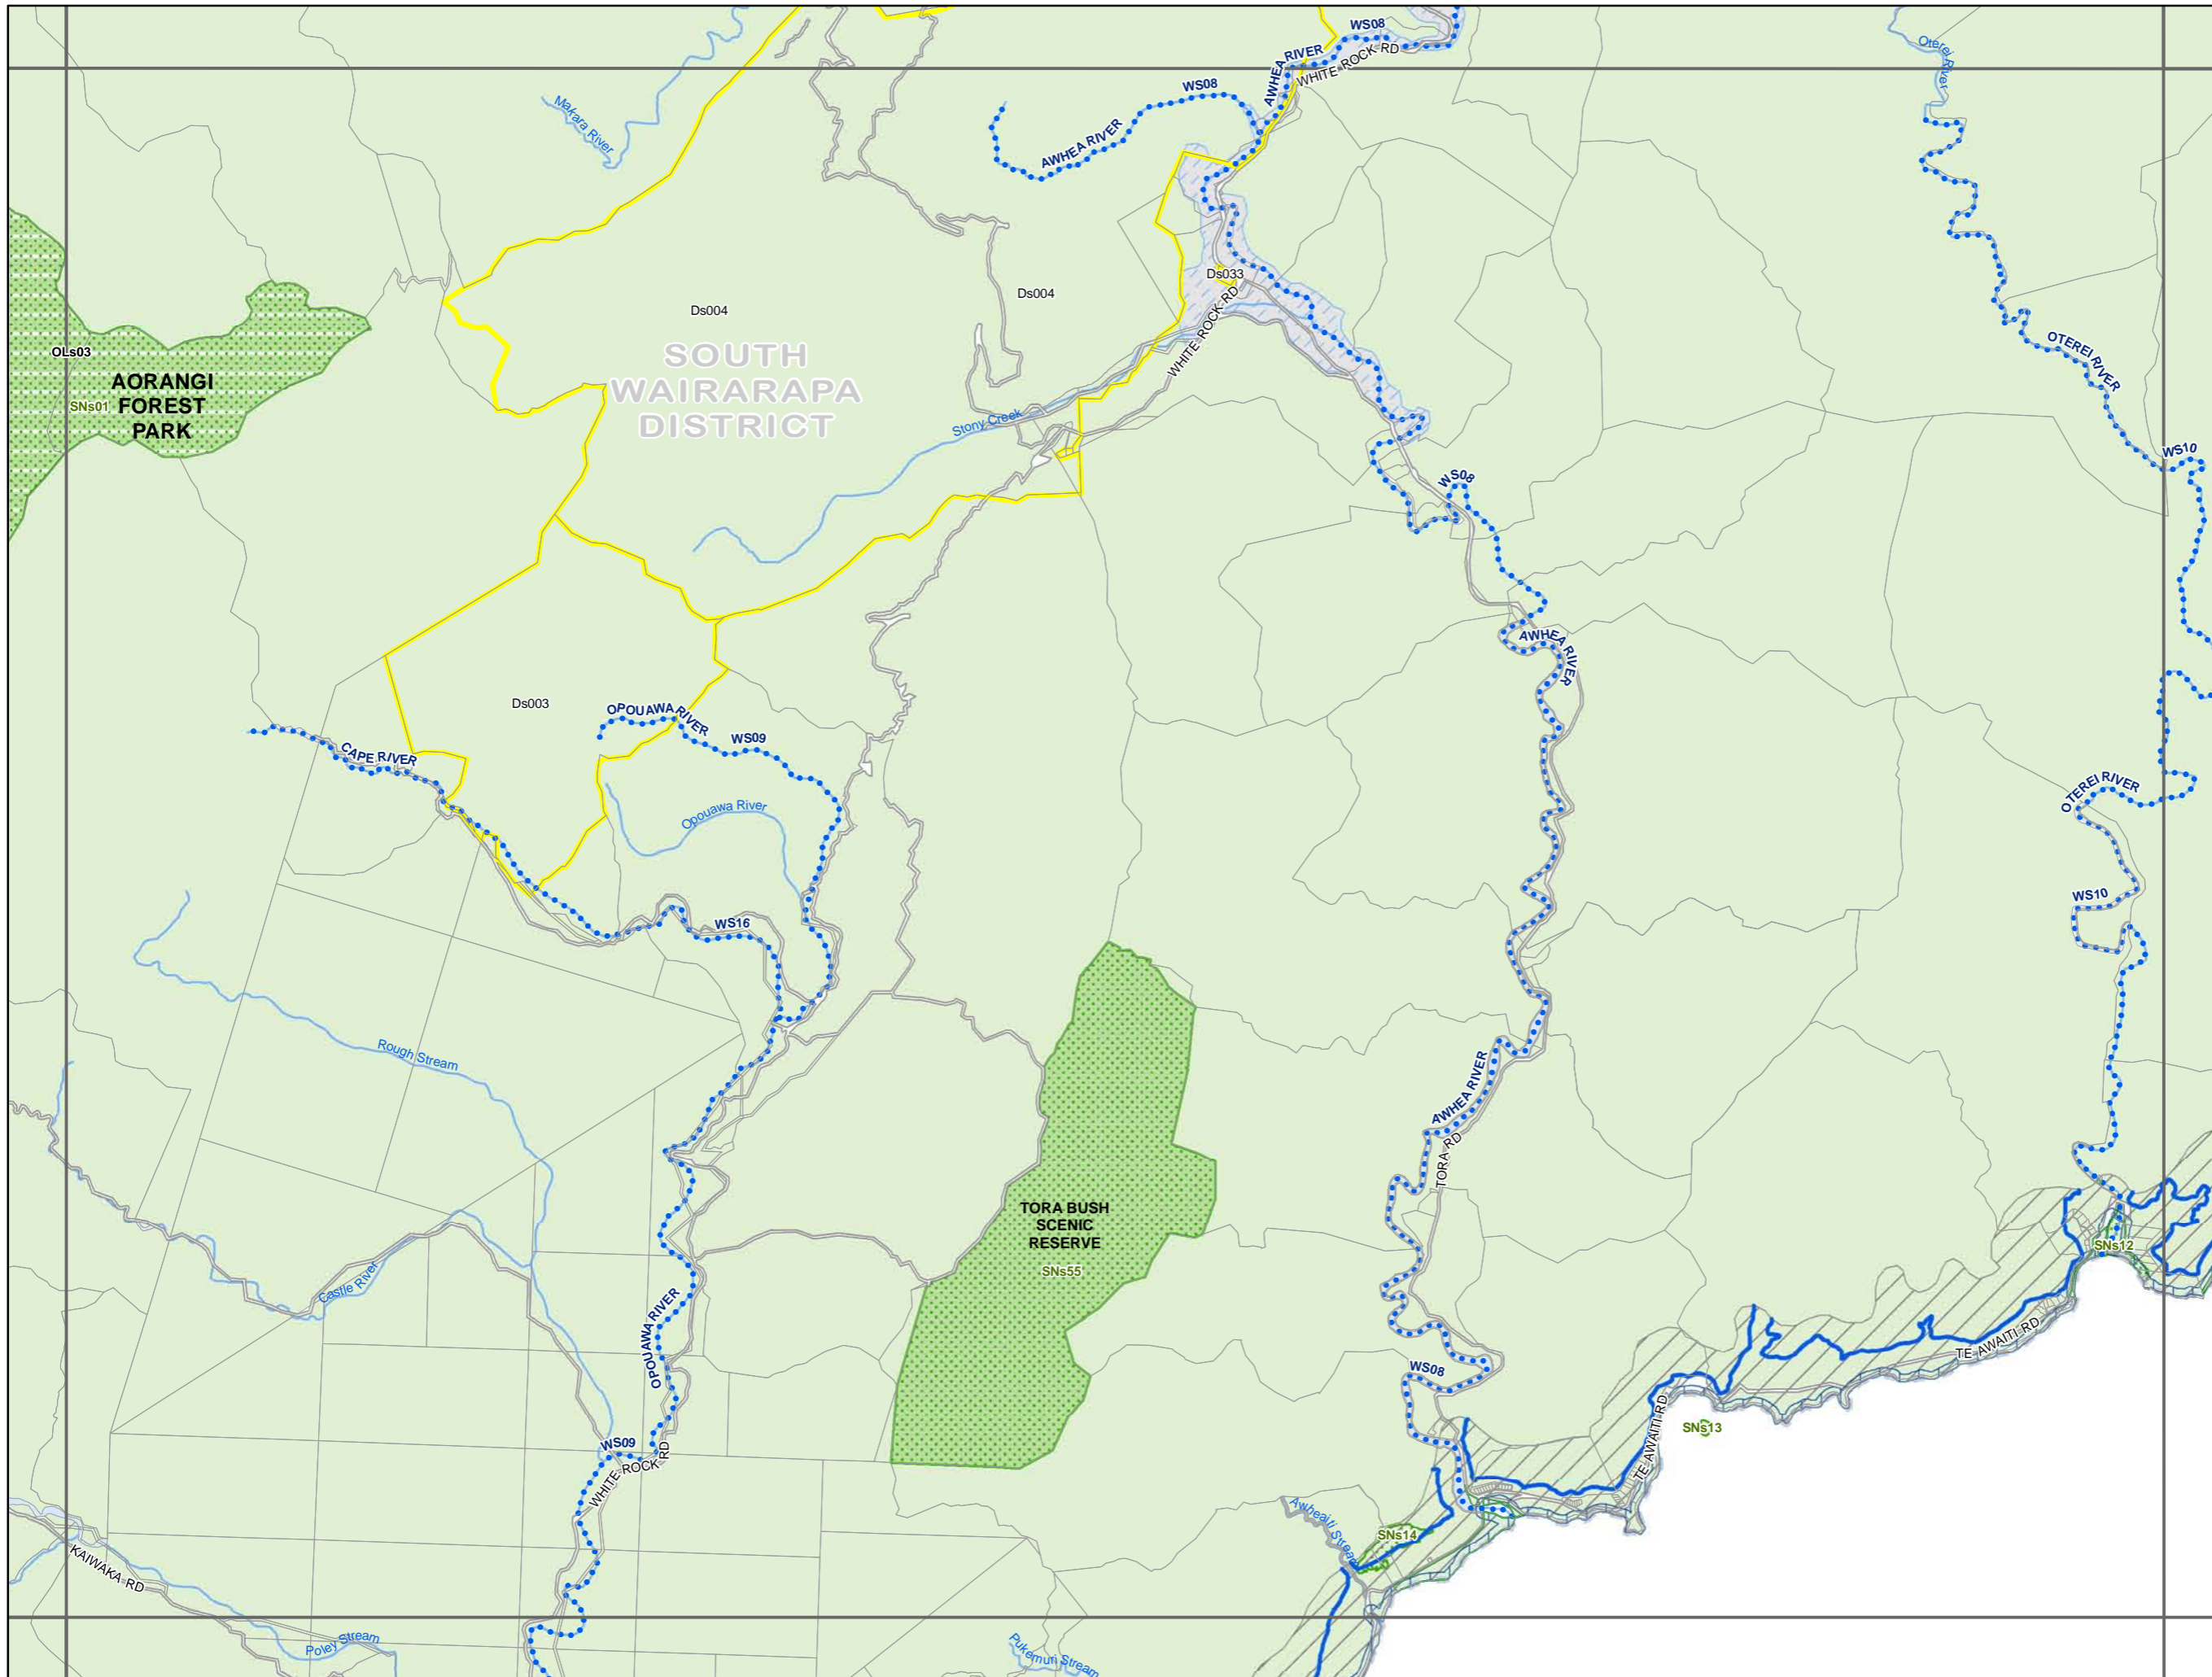 WS08
Oterei River
AWHEA RIVER
WHITE ROCK RD
WS08
Makara River
AWHEA RIVER
Ds033
Ds004
Ds004
WHITE ROCK RD
OTEREI RIVER
OLs03
SOUTH
WAIRARAPA
DISTRICT
AORANGI
FOREST
PARK
SNs01
Stony Creek
WS10
WS08
AWHEA RIVER
Ds003
OPOUAWA RIVER
WS09
CAPE RIVER
Opouawa River
OTEREI RIVER
WS10
WS16
Rough Stream
AWHEA RIVER
TORA RD
TORA BUSH
SCENIC
RESERVE
SNs55
SNs12
Castle River
OPOUAWA RIVER
TE AWAITI RD
WS08
SNs13
TE AWAITI RD
WS09
WHITE ROCK RD
Awheaiti Stream
SNs14
KAIWAKA RD
Poley Stream
Pukemuri Stream